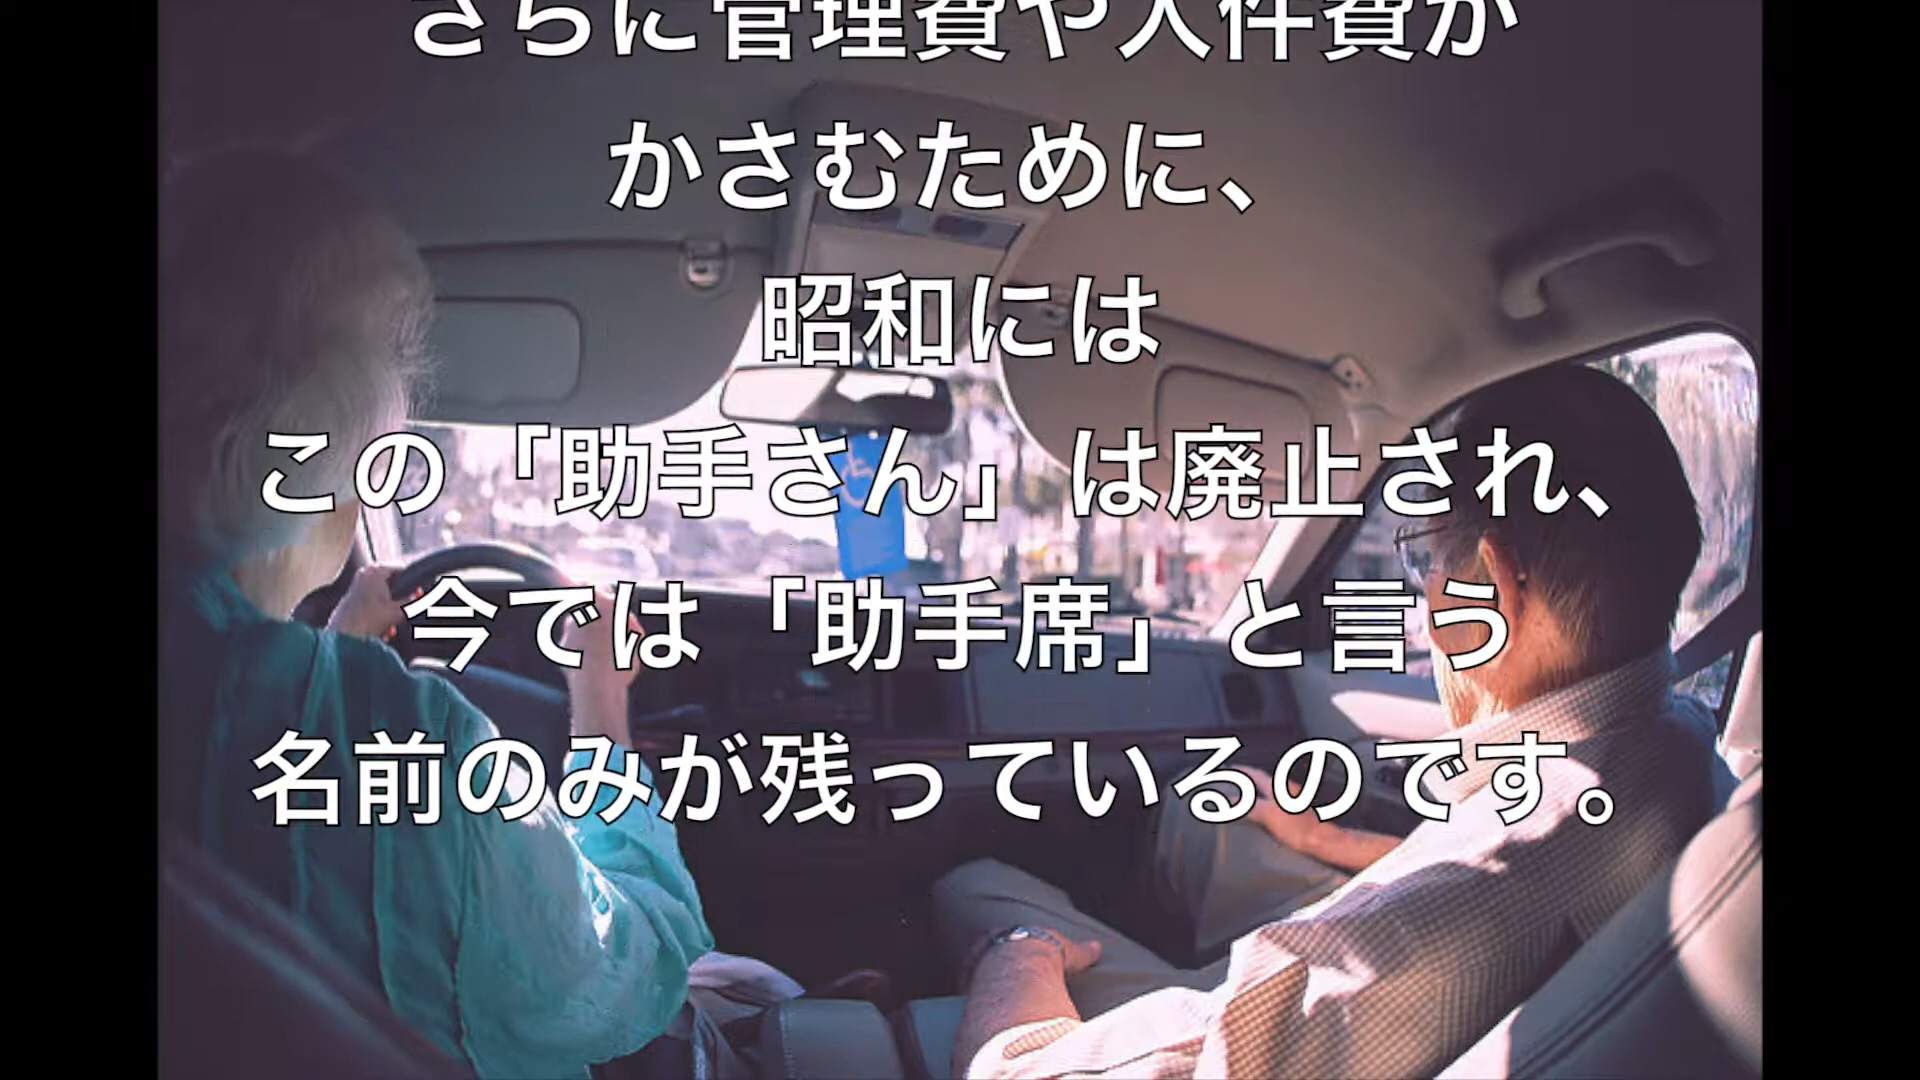 さらに管理費や人件費が
かさむために、
昭和には
この「助手さん」は廃止され、
今では「助手席」と言う
名前のみが残っているのです。